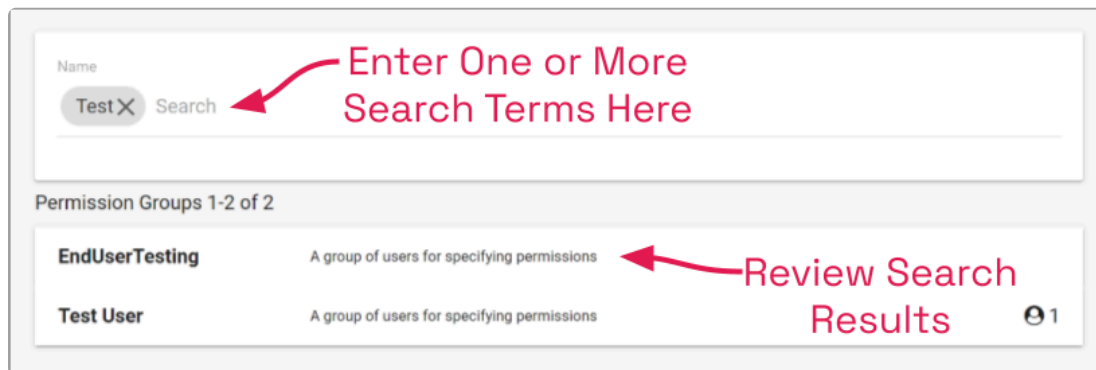 Name
Enter One or More
Search Terms Here
Test Search
Permission Groups 1-2 of 2
EndUserTesting A group of users for specifying permissions
Review Search
Results
Test User A group of users for specifying permissions 1